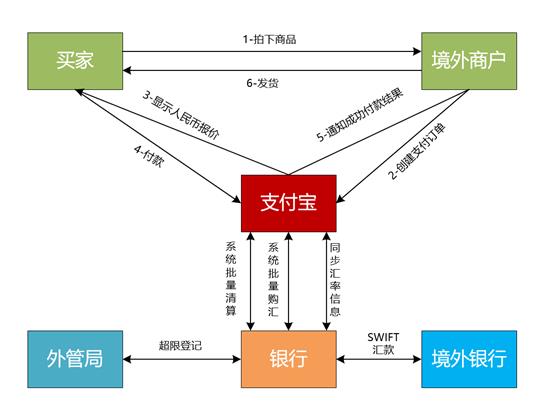 1-拍下商品
买家
境外商户
6-发货
3-显示人民币报价
5-通知成功付款结果
4-付款
2-创建支付订单
支付宝
系统批量清算
系统批量购汇
同步汇率信息
外管局
超限登记
银行
SWIFT
汇款
境外银行